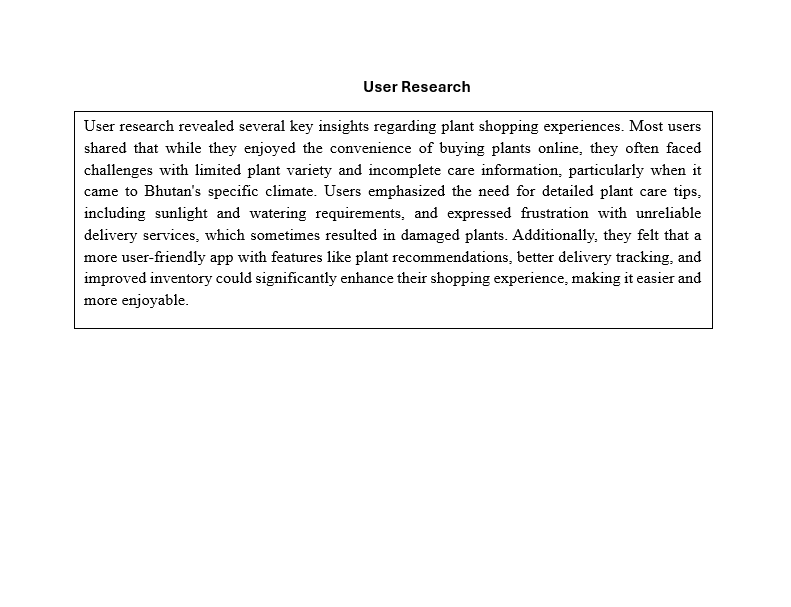 User Research
User research revealed several key insights regarding plant shopping experiences. Most users
shared that while they enjoyed the convenience of buying plants online, they often faced
challenges with limited plant variety and incomplete care information, particularly when it
came to Bhutan's specific climate. Users emphasized the need for detailed plant care tips,
including sunlight and watering requirements, and expressed frustration with unreliable
delivery services, which sometimes resulted in damaged plants. Additionally, they felt that a
more user-friendly app with features like plant recommendations, better delivery tracking, and
improved inventory could significantly enhance their shopping experience, making it easier and
more enjoyable.